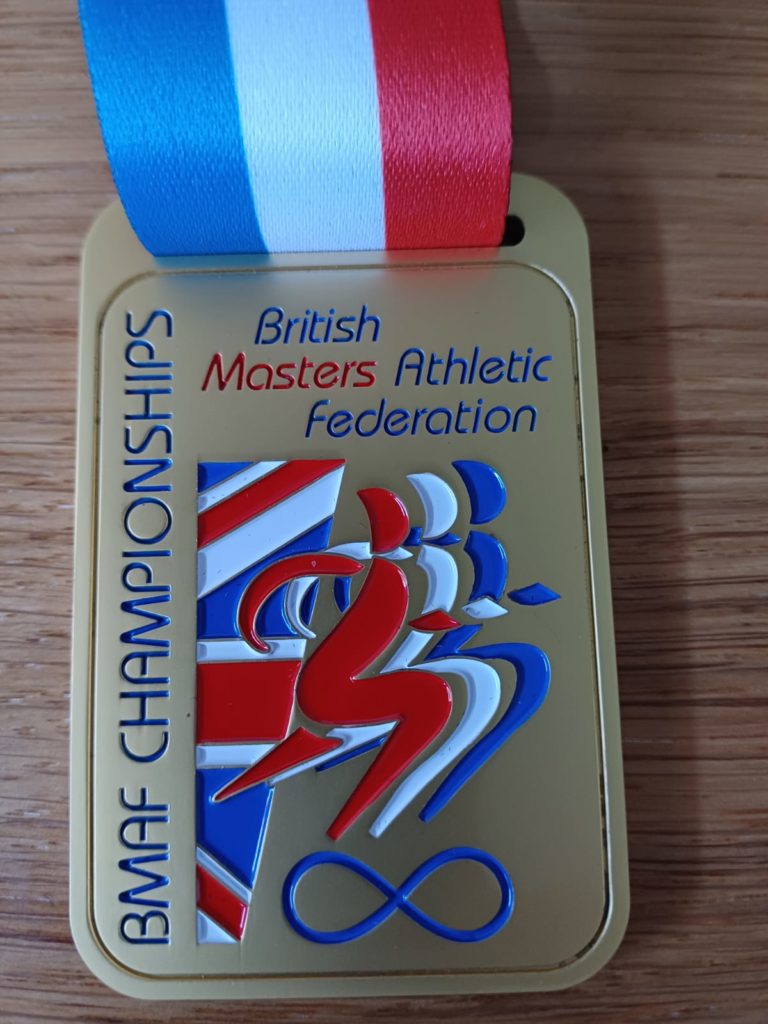 British
Masters Athletic
Federation
BMAF CHAMPIONSHIPS